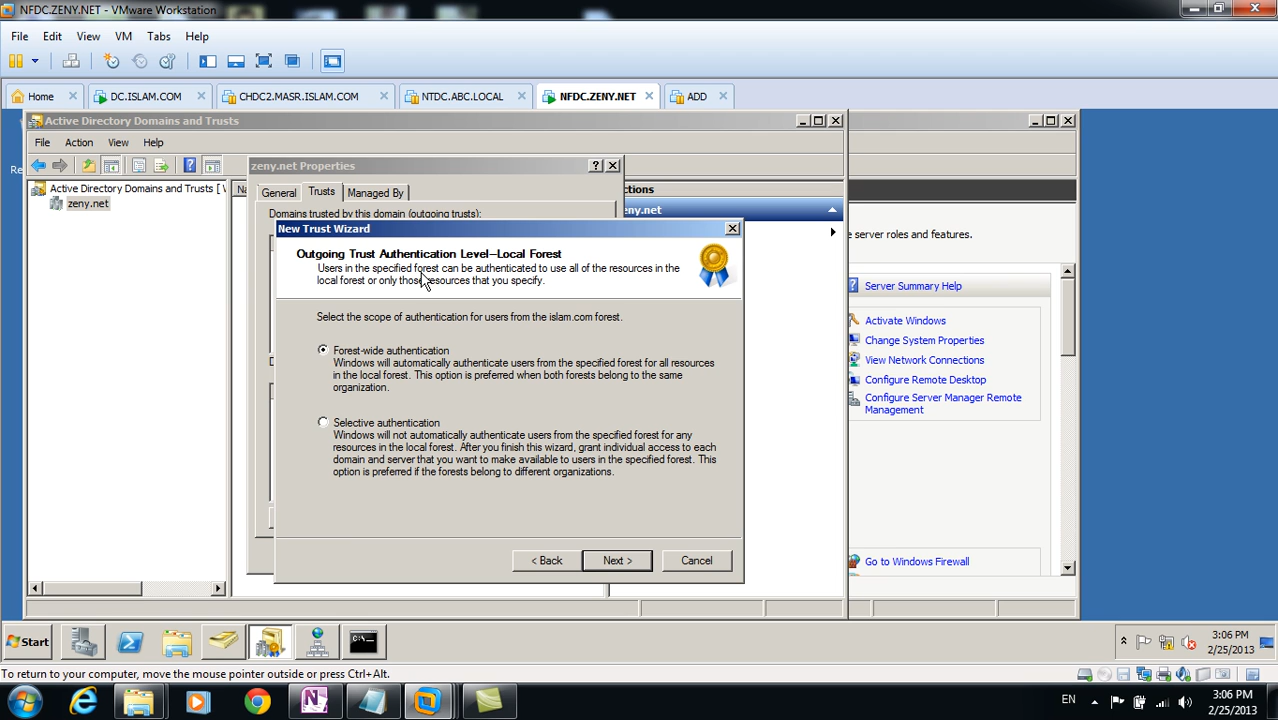 NFDC.ZENY.NET - VMware Workstation
File Edit View VM Tabs Help
Home DC.ISLAM.COM CHDC2.MASR.ISLAM.COM NTDC.ABC.LOCAL NFDC.ZENY.NET ADD
Active Directory Domains and Trusts
File Action View Help
Re
Active Directory Domains and Trusts [
Na
zeny.net
zeny.net Properties
General Trusts Managed By
Domains trusted by this domain (outgoing trusts):
ctions
eny.net
New Trust Wizard
Outgoing Trust Authentication Level--Local Forest
Users in the specified forest can be authenticated to use all of the resources in the
local forest or only those resources that you specify.
Select the scope of authentication for users from the islam.com forest.
Forest-wide authentication
Windows will automatically authenticate users from the specified forest for all resources
in the local forest. This option is preferred when both forests belong to the same
organization.
Selective authentication
Windows will not automatically authenticate users from the specified forest for any
resources in the local forest. After you finish this wizard, grant individual access to each
domain and server that you want to make available to users in the specified forest. This
option is preferred if the forests belong to different organizations.
< Back Next > Cancel
he server roles and features.
Server Summary Help
Activate Windows
Change System Properties
View Network Connections
Configure Remote Desktop
Configure Server Manager Remote
Management
Go to Windows Firewall
Start
C:\
3:06 PM
2/25/2013
To return to your computer, move the mouse pointer outside or press Ctrl+Alt.
EN
3:06 PM
2/25/2013